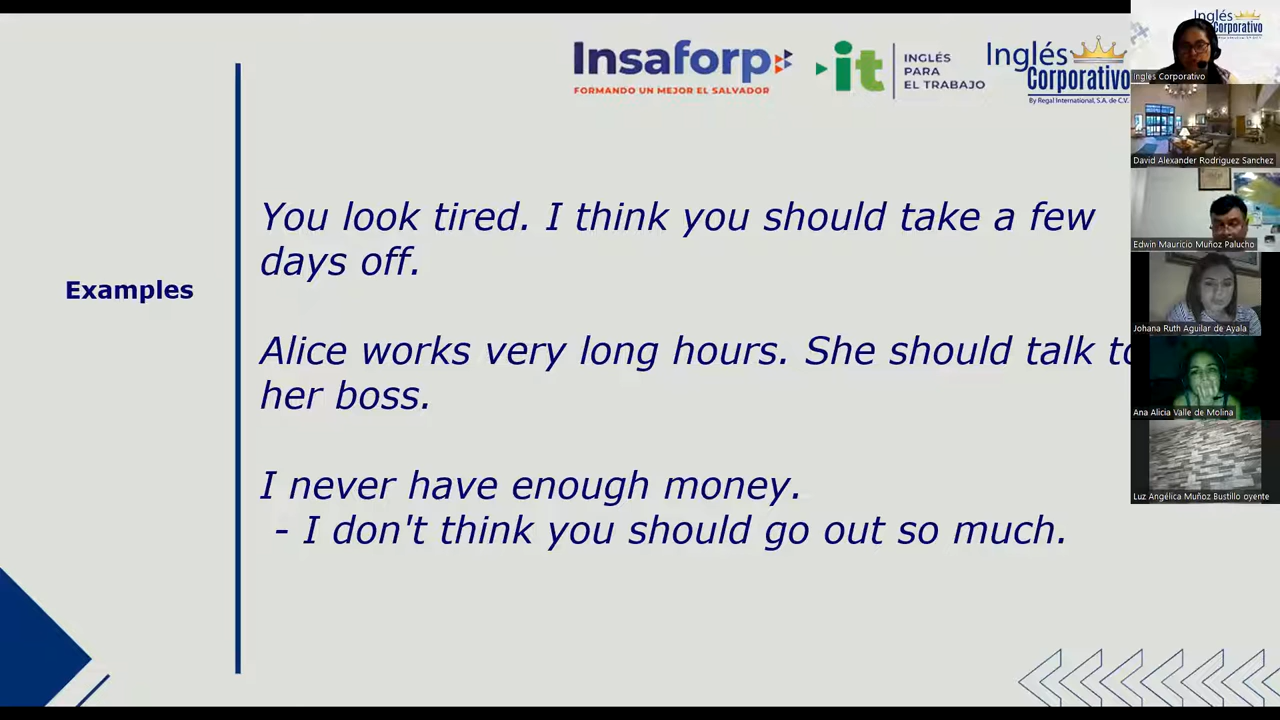 Insaforp
FORMANDO UN MEJOR EL SALVADOR
it
INGLÉS
PARA
EL TRABAJO
Inglés
Corporativo
By Regal International, S.A. de C.V.
Examples
You look tired. I think you should take a few
days off.
Alice works very long hours. She should talk to
her boss.
I never have enough money.
- I don't think you should go out so much.
Inglés
Corporativo
Ingles Corporativo
David Alexander Rodriguez Sanchez
Edwin Mauricio Muñoz Palucho
Johana Ruth Aguilar de Ayala
Ana Alicia Valle de Molina
Luz Angélica Muñoz Bustillo oyente